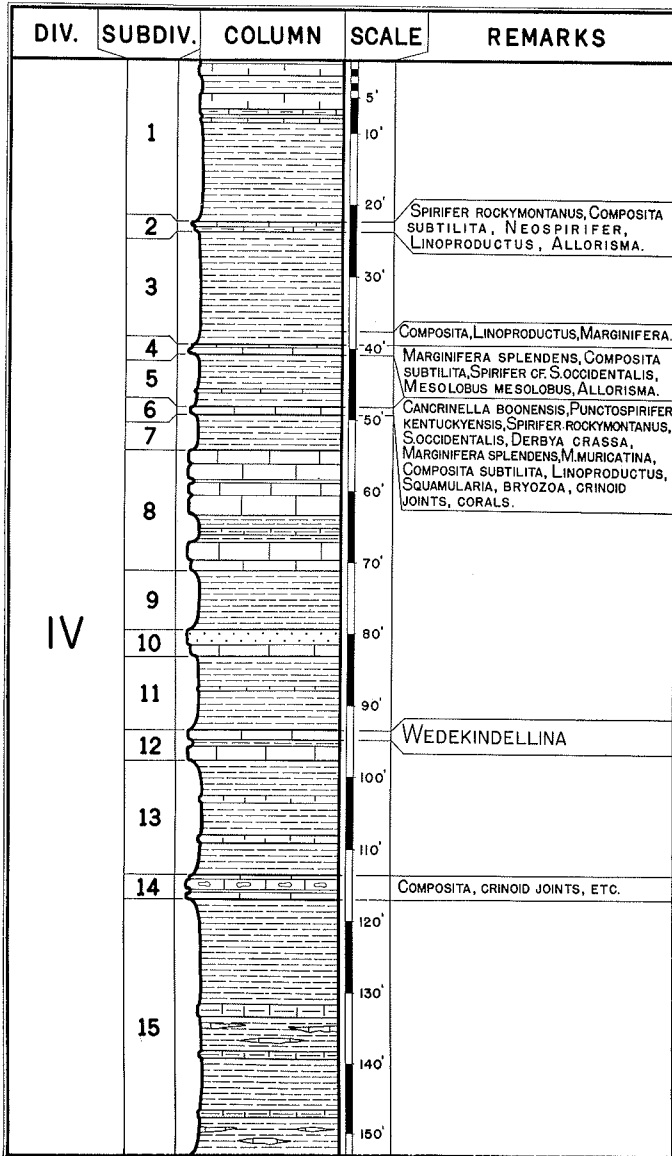 DIV. SUBDIV. COLUMN SCALE REMARKS
IV
1
2
3
4
5
6
7
8
9
10
11
12
13
14
15
5'
10'
20'
30'
40'
50'
60'
70'
80'
90'
100'
110'
120'
130'
140'
150'
SPIRIFER ROCKYMONTANUS, COMPOSITA
SUBTILITA, NEOSPIRIFER,
LINOPRODUCTUS, ALLORISMA.
COMPOSITA, LINOPRODUCTUS, MARGINIFERA.
MARGINIFERA SPLENDENS, COMPOSITA
SUBTILITA, SPIRIFER CF. S. OCCIDENTALIS,
MESOLOBUS MESOLOBUS, ALLORISMA.
CANCRINELLA BOONENSIS, PUNCTOSPIRIFER
KENTUCKYENSIS, SPIRIFER ROCKYMONTANUS,
S. OCCIDENTALIS, DERBYA CRASSA,
MARGINIFERA SPLENDENS, M. MURICATINA,
COMPOSITA SUBTILITA, LINOPRODUCTUS,
SQUAMULARIA, BRYOZOA, CRINOID
JOINTS, CORALS.
WEDEKINDELLINA
COMPOSITA, CRINOID JOINTS, ETC.